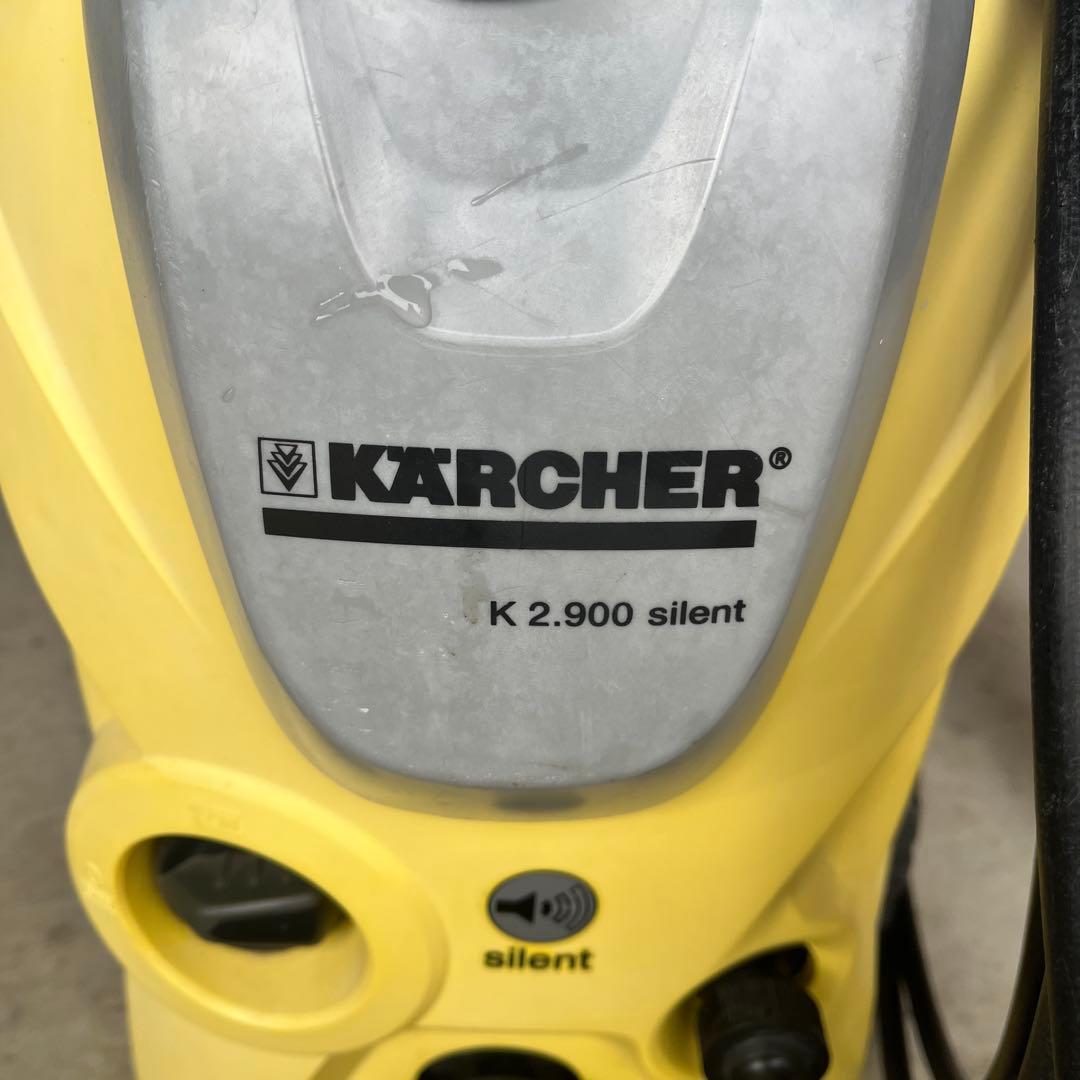 KÄRCHER®
K 2.900 silent
silent